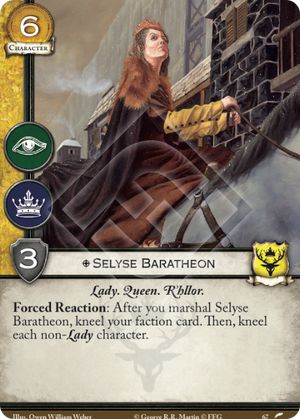 6
Character
3
Selyse Baratheon
Lady. Queen. R'hllor.
Forced Reaction: After you marshal Selyse
Baratheon, kneel your faction card. Then, kneel
each non-Lady character.
Illus. Owen William Weber
© George R.R. Martin © FFG
67